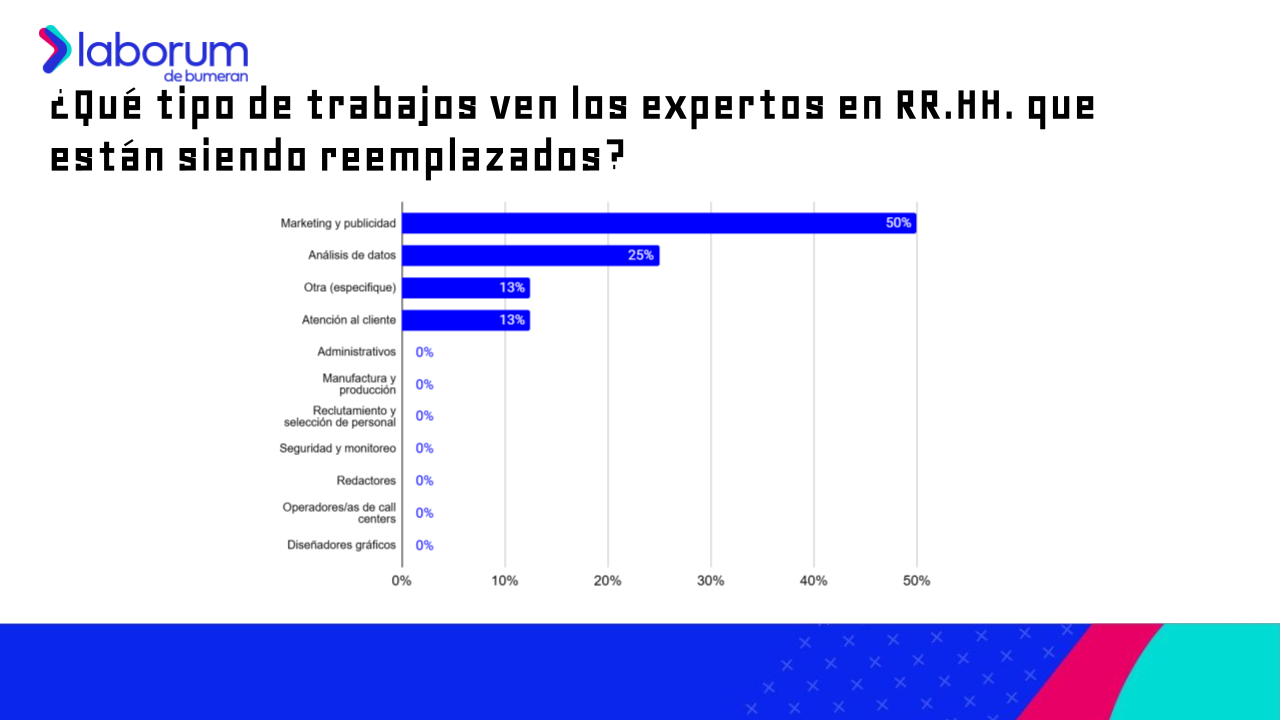 laborum
de bumeran
¿Qué tipo de trabajos ven los expertos en RR.HH. que
están siendo reemplazados?
Marketing y publicidad 50%
Análisis de datos 25%
Otra (especifique) 13%
Atención al cliente 13%
Administrativos 0%
Manufactura y
producción 0%
Reclutamiento y
selección de personal 0%
Seguridad y monitoreo 0%
Redactores 0%
Operadores/as de call
centers 0%
Diseñadores gráficos 0%
0% 10% 20% 30% 40% 50%